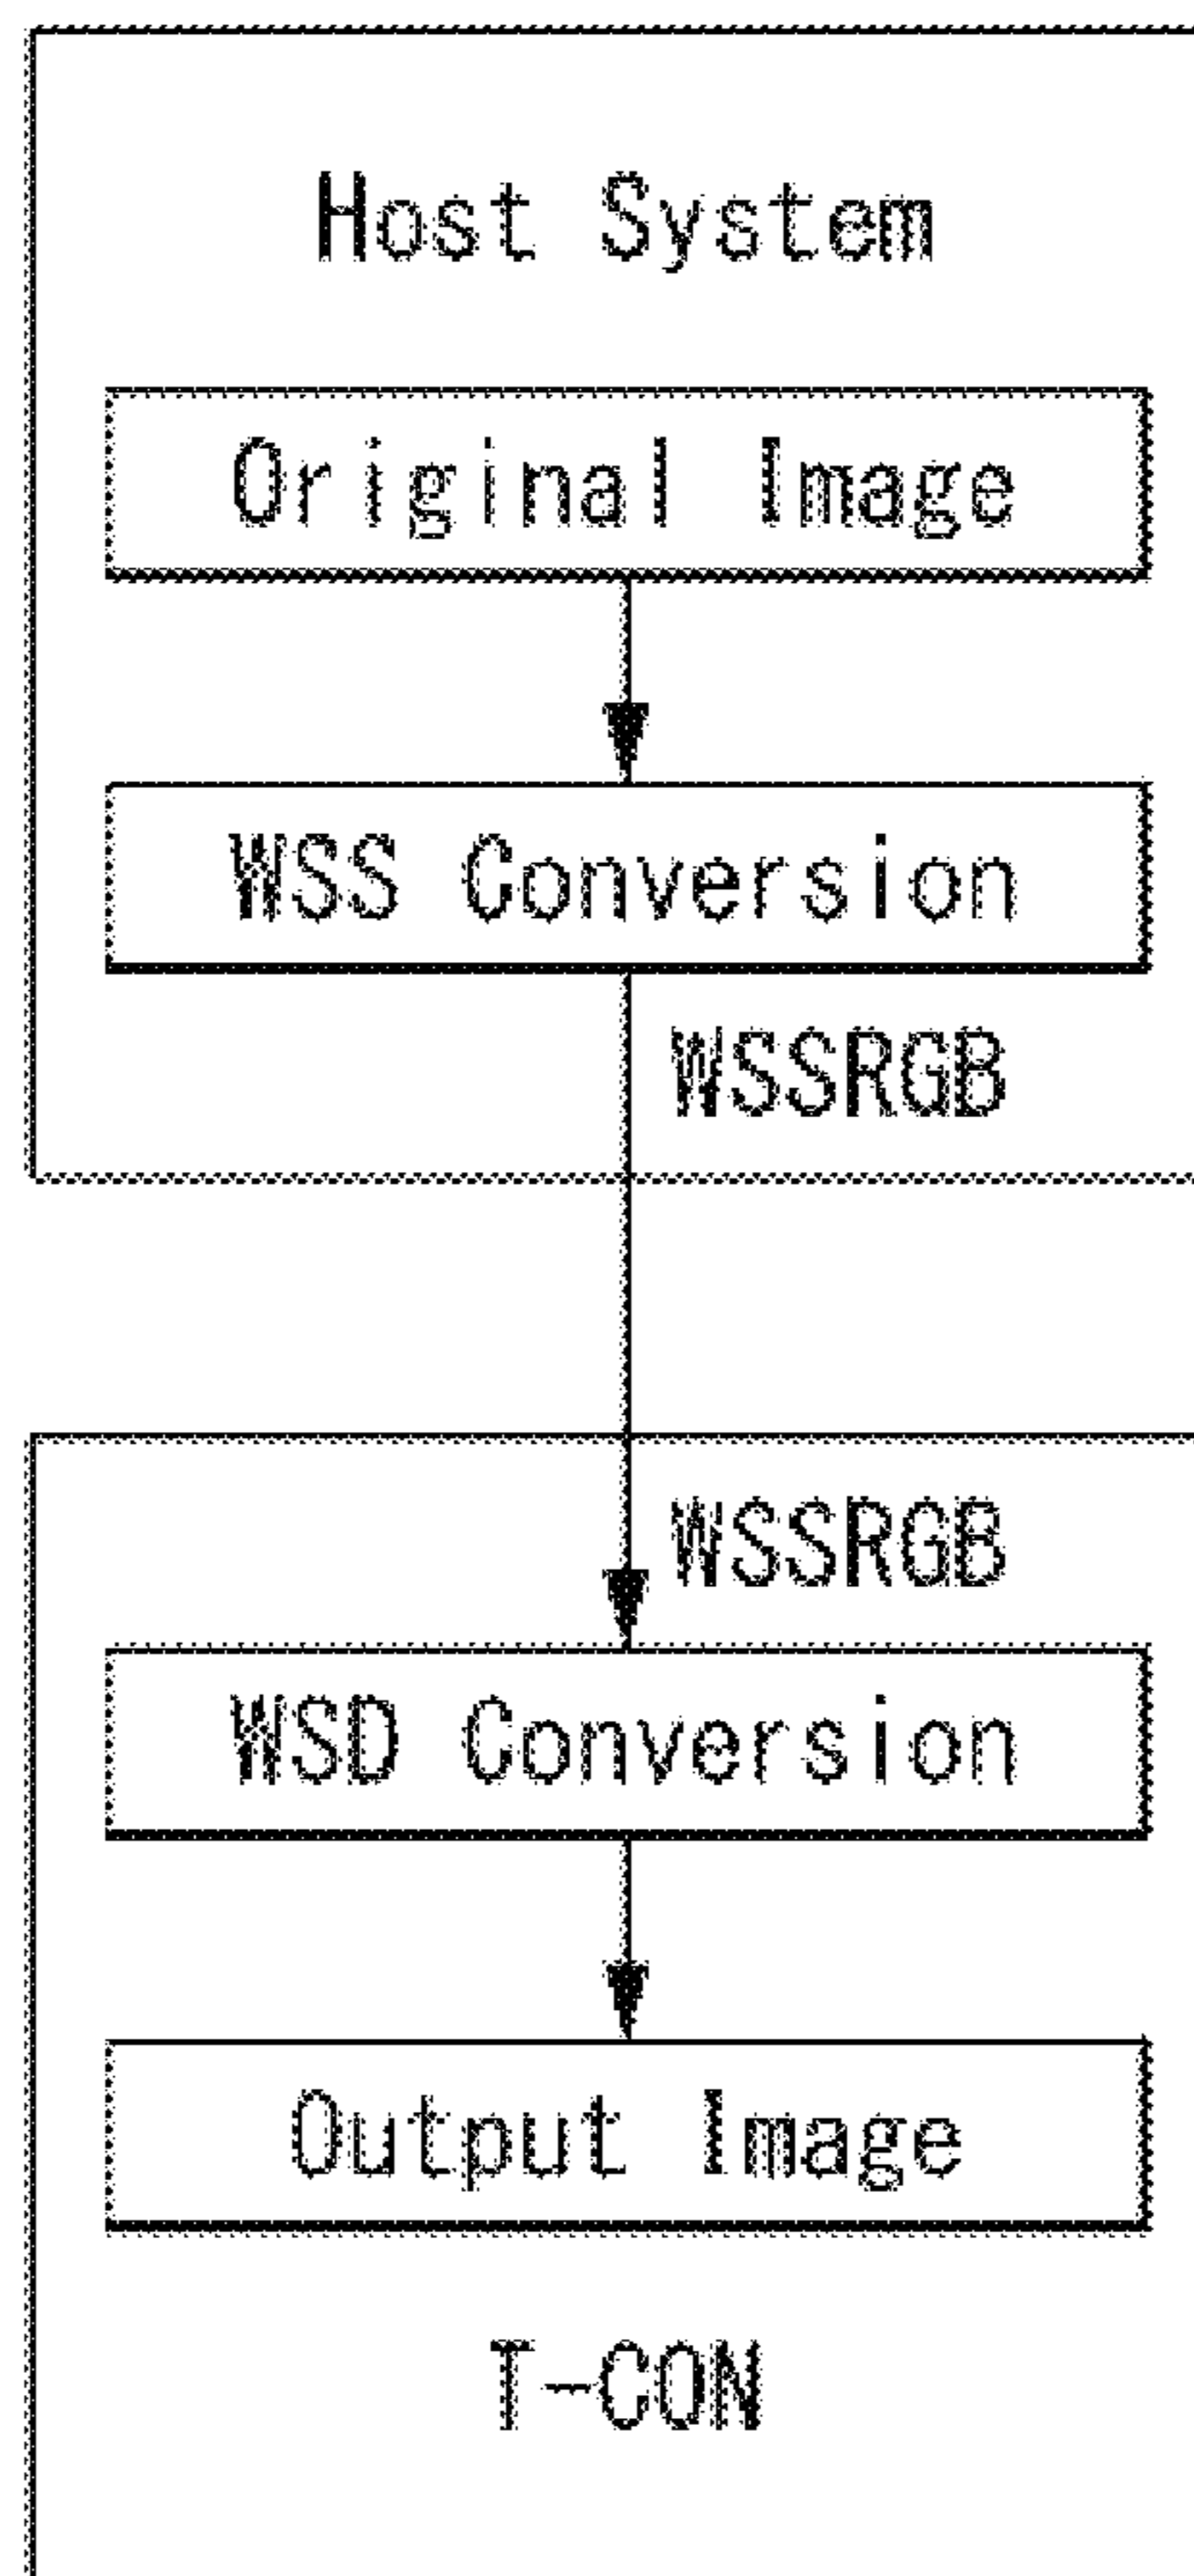 Host System
Original Image
WSS Conversion
WSSRGB
WSSRGB
WSD Conversion
Output Image
T-CON